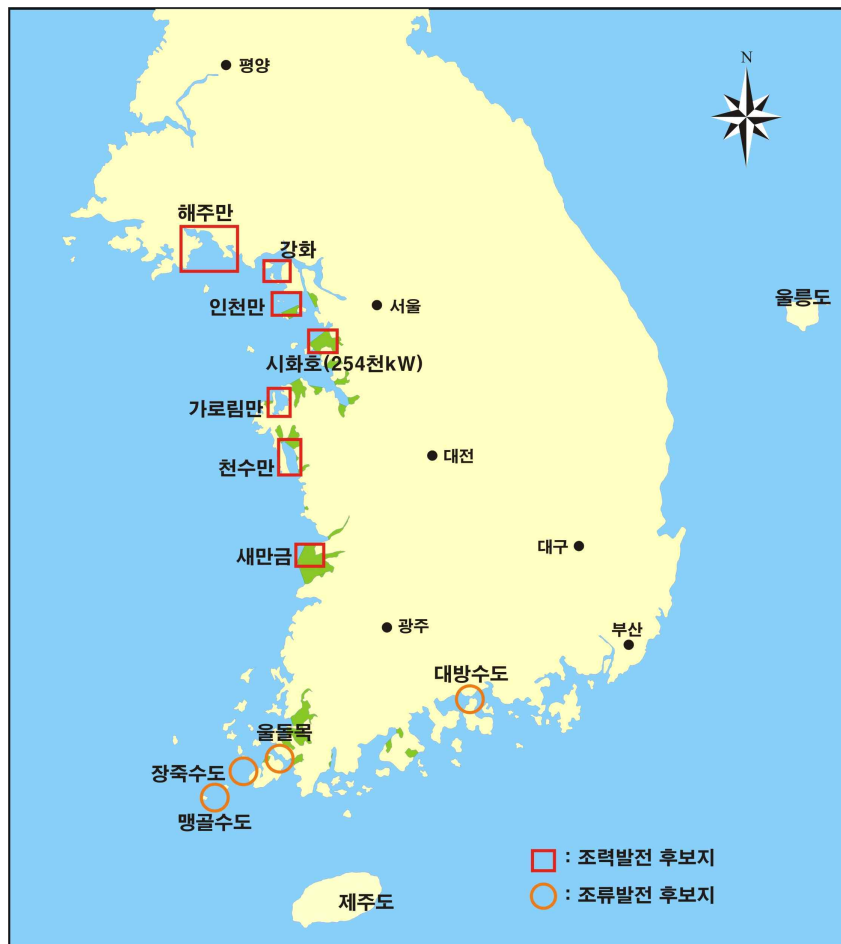 N
평양
해주만
강화
인천만
서울
울릉도
시화호(254천kW)
가로림만
천수만
대전
새만금
대구
광주
부산
대방수도
울돌목
장죽수도
맹골수도
: 조력발전 후보지
: 조류발전 후보지
제주도